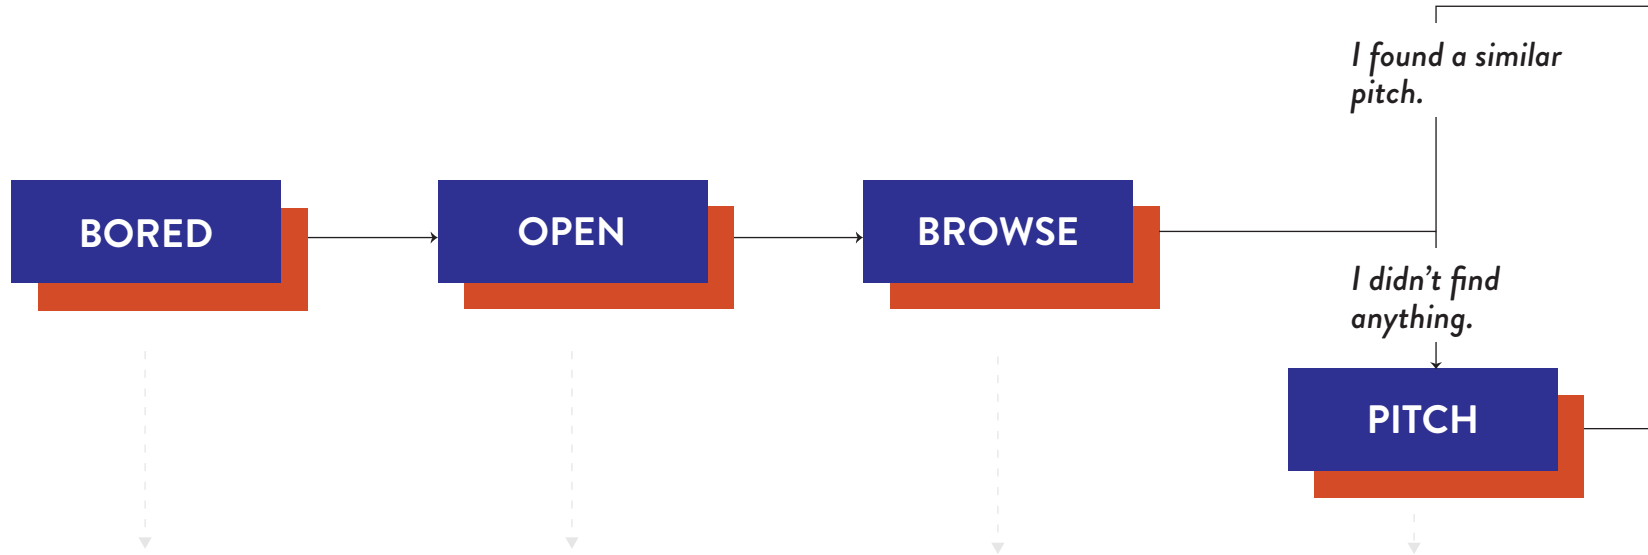 I found a similar
pitch.
BORED
OPEN
BROWSE
I didn't find
anything.
PITCH